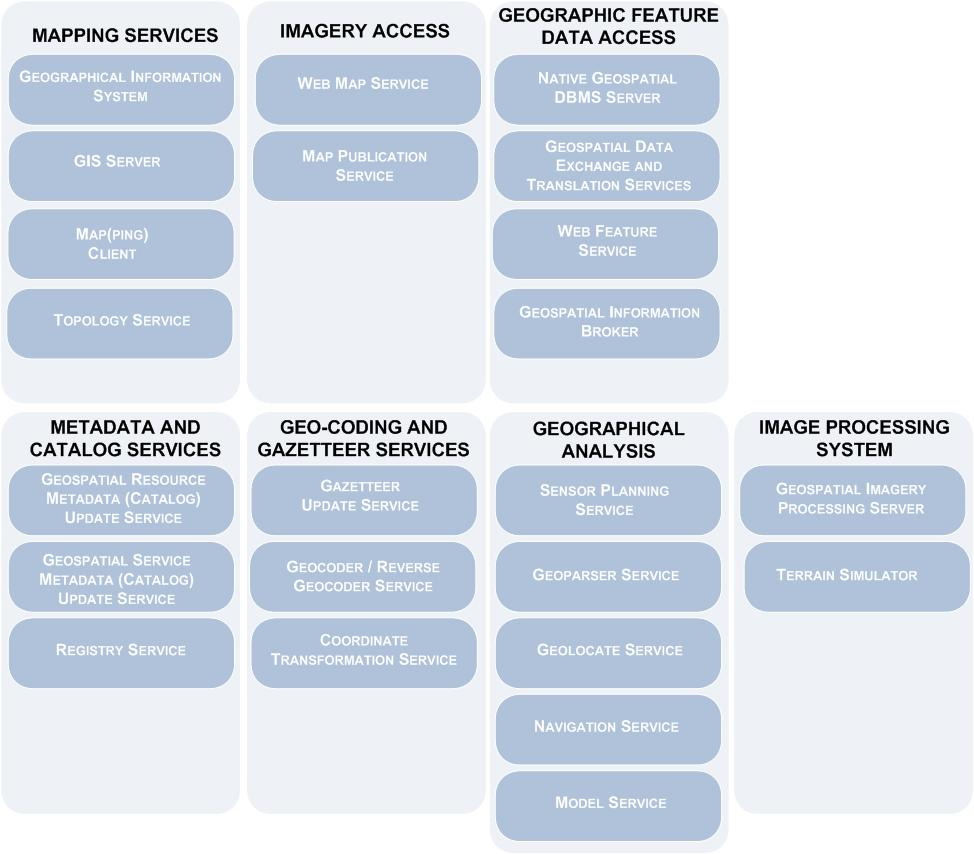 MAPPING SERVICES
GEOGRAPHICAL INFORMATION
SYSTEM
GIS SERVER
MAP(PING)
CLIENT
TOPOLOGY SERVICE
IMAGERY ACCESS
WEB MAP SERVICE
MAP PUBLICATION
SERVICE
GEOGRAPHIC FEATURE
DATA ACCESS
NATIVE GEOSPATIAL
DBMS SERVER
GEOSPATIAL DATA
EXCHANGE AND
TRANSLATION SERVICES
WEB FEATURE
SERVICE
GEOSPATIAL INFORMATION
BROKER
METADATA AND
CATALOG SERVICES
GEOSPATIAL RESOURCE
METADATA (CATALOG)
UPDATE SERVICE
GEOSPATIAL SERVICE
METADATA (CATALOG)
UPDATE SERVICE
REGISTRY SERVICE
GEO-CODING AND
GAZETTEER SERVICES
GAZETTEER
UPDATE SERVICE
GEOCODER / REVERSE
GEOCODER SERVICE
COORDINATE
TRANSFORMATION SERVICE
GEOGRAPHICAL
ANALYSIS
SENSOR PLANNING
SERVICE
GEOPARSER SERVICE
GEOLOCATE SERVICE
NAVIGATION SERVICE
MODEL SERVICE
IMAGE PROCESSING
SYSTEM
GEOSPATIAL IMAGERY
PROCESSING SERVER
TERRAIN SIMULATOR